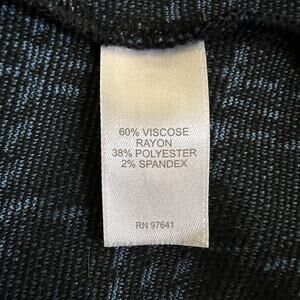 60% VISCOSE
RAYON
38% POLYESTER
2% SPANDEX
RN 97641